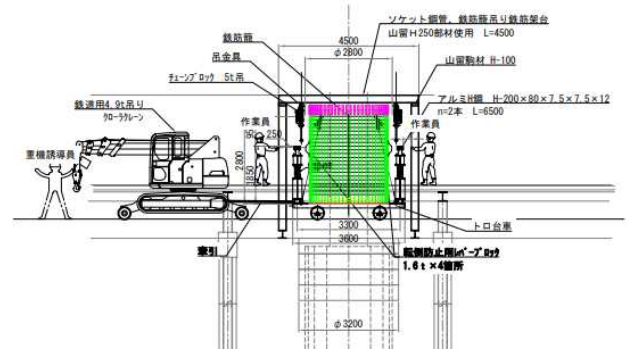 ソケット鋼管、鉄筋籠吊り鉄筋架台
山留H250部材使用 L=4500
鉄筋籠
4500
φ2800
吊金具
山留駒材 H-100
チェーンブロック 5t吊
アルミH鋼 H-200×80×7.5×7.5×12
n=2本 L=6500
鉄道用4.9t吊り
クローラクレーン
作業員
作業員
250
重機誘導員
2800
1850
3300
トロ台車
3600
牽引
転倒防止用レバーブロック
1.6t×4箇所
φ3200